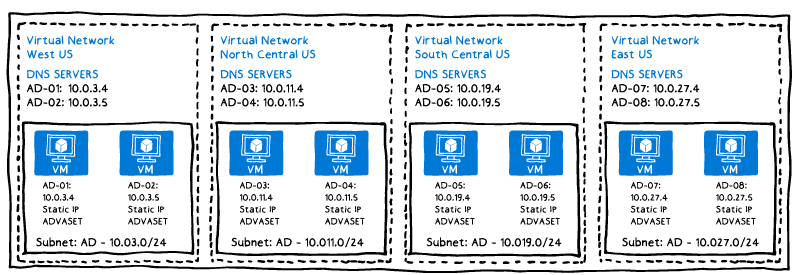 Virtual Network
West US
DNS SERVERS
AD-01: 10.0.3.4
AD-02: 10.0.3.5
VM
VM
AD-01:
10.0.3.4
Static IP
ADVASET
AD-02:
10.0.3.5
Static IP
ADVASET
Subnet: AD - 10.03.0/24
Virtual Network
North Central US
DNS SERVERS
AD-03: 10.0.11.4
AD-04: 10.0.11.5
VM
VM
AD-03:
10.0.11.4
Static IP
ADVASET
AD-04:
10.0.11.5
Static IP
ADVASET
Subnet: AD - 10.011.0/24
Virtual Network
South Central US
DNS SERVERS
AD-05: 10.0.19.4
AD-06: 10.0.19.5
VM
VM
AD-05:
10.0.19.4
Static IP
ADVASET
AD-06:
10.0.19.5
Static IP
ADVASET
Subnet: AD - 10.019.0/24
Virtual Network
East US
DNS SERVERS
AD-07: 10.0.27.4
AD-08: 10.0.27.5
VM
VM
AD-07:
10.0.27.4
Static IP
ADVASET
AD-08:
10.0.27.5
Static IP
ADVASET
Subnet: AD - 10.027.0/24